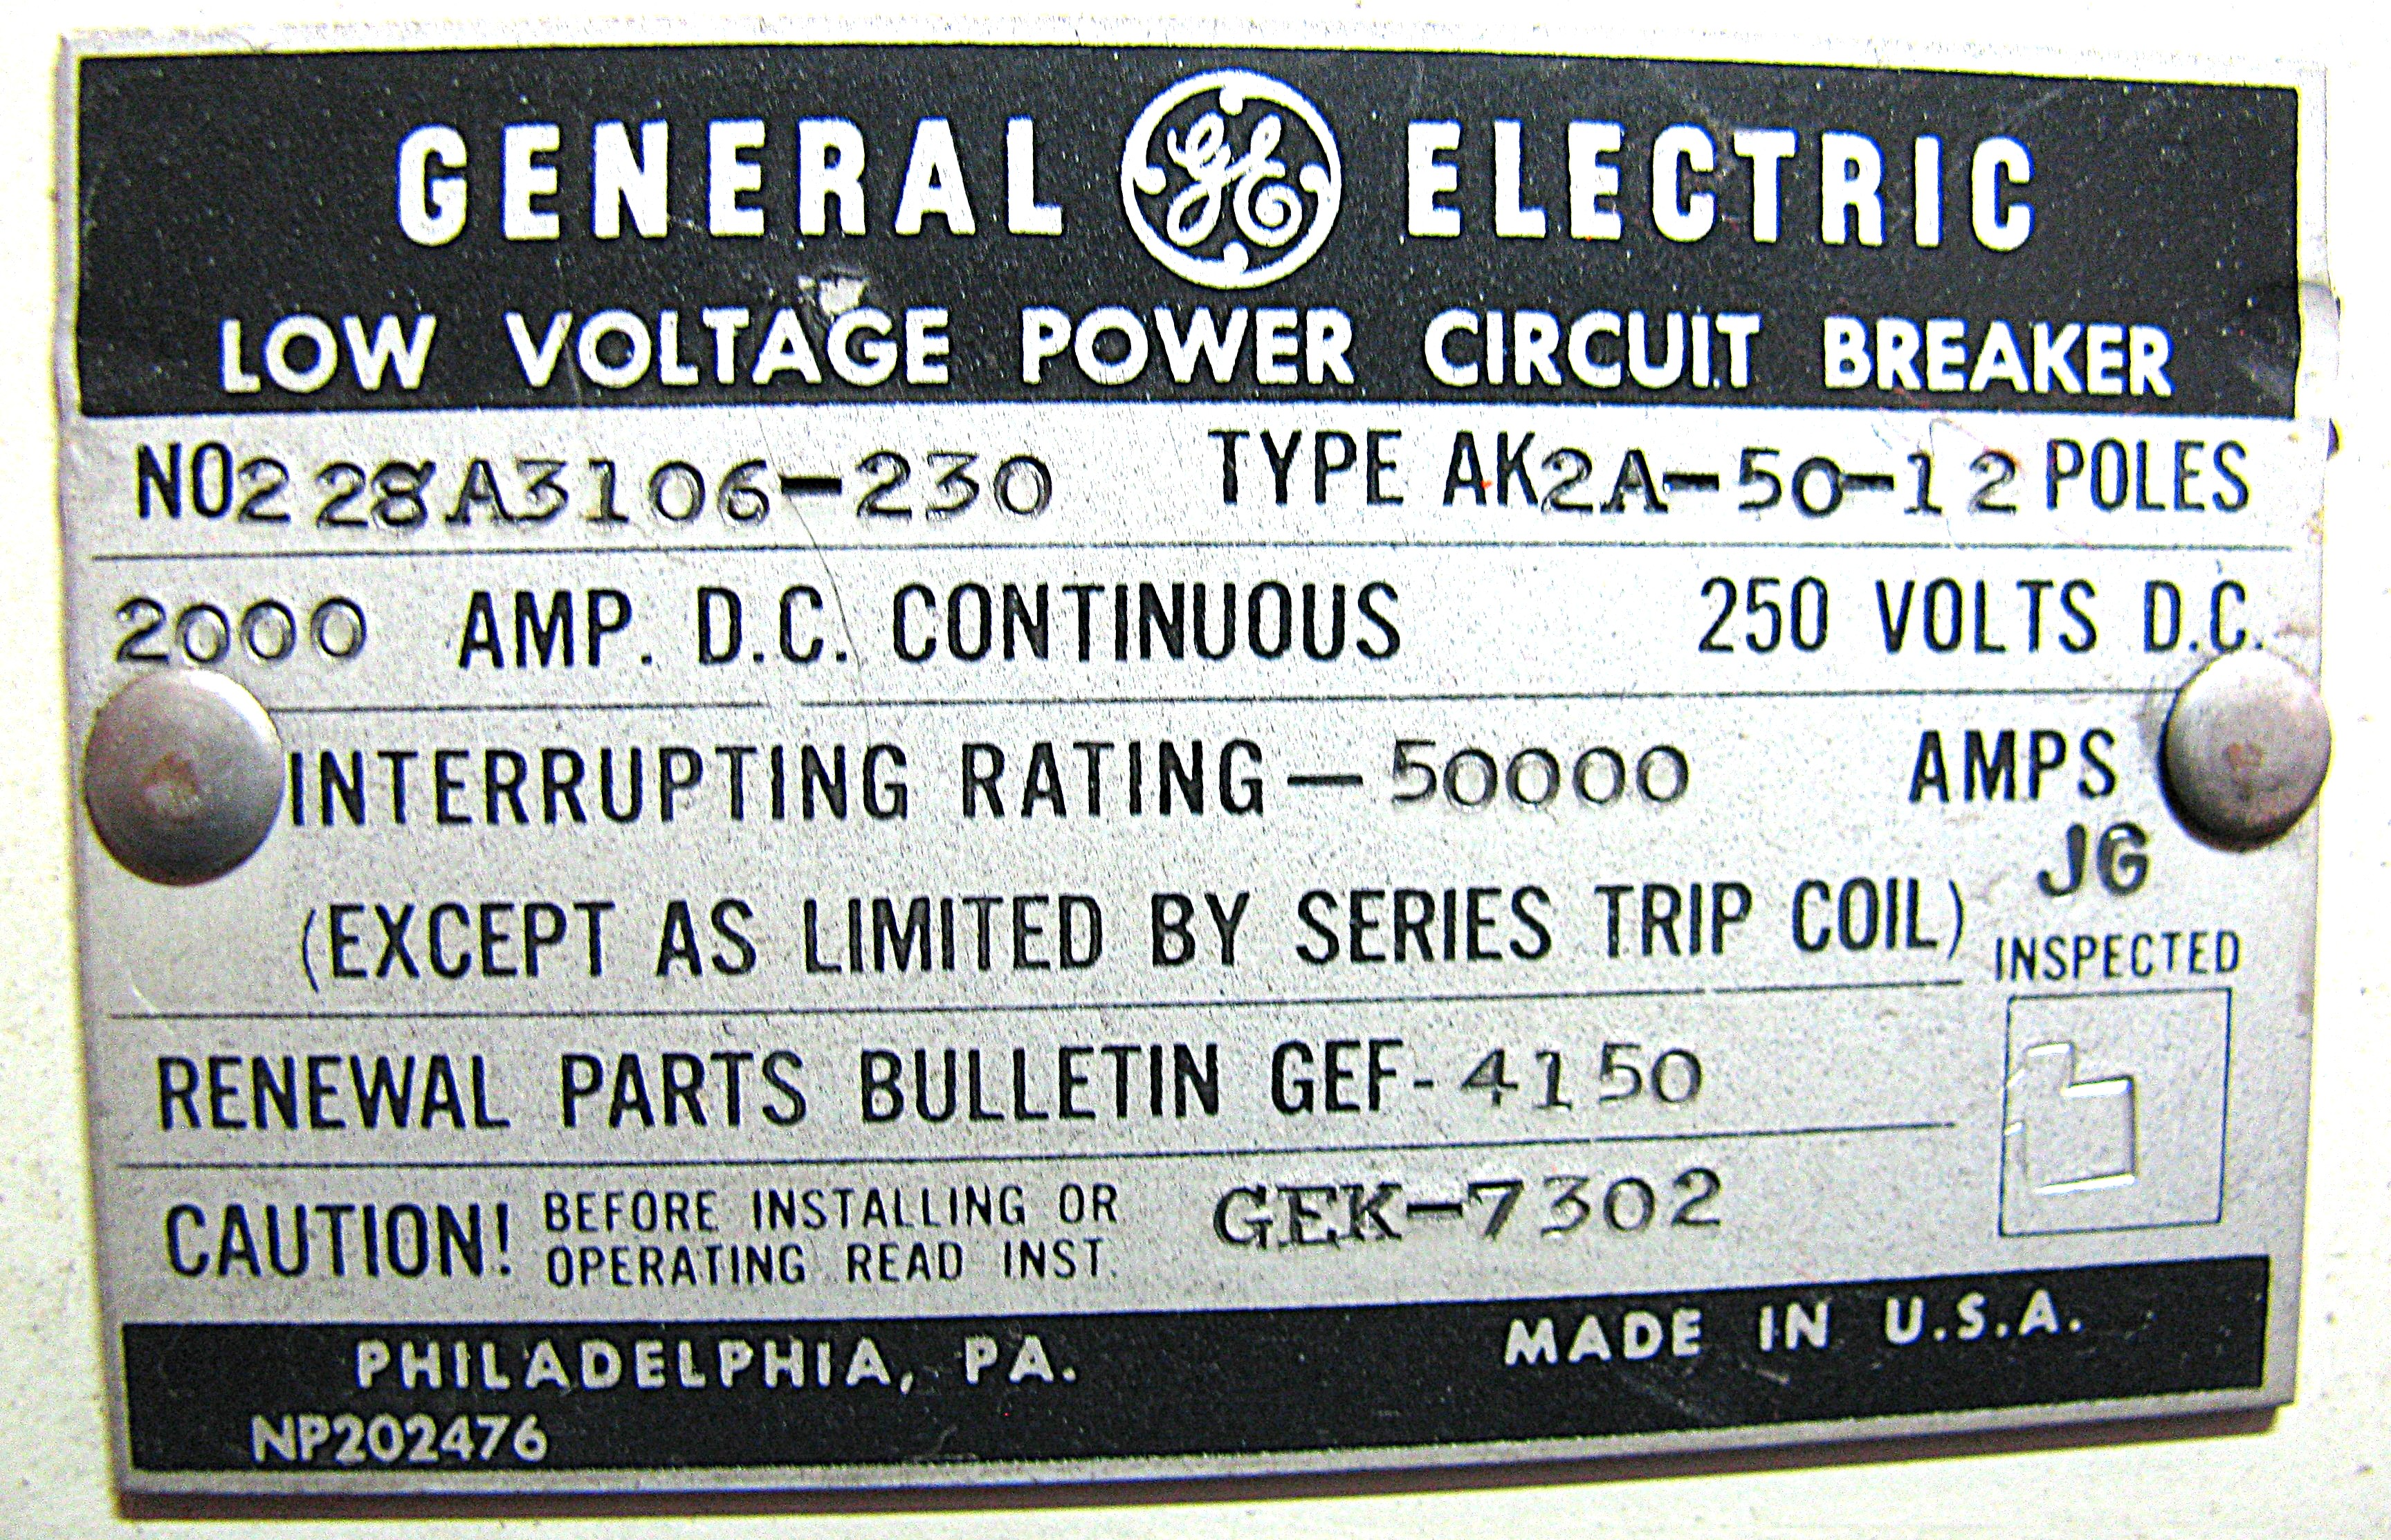 GENERAL GE ELECTRIC
LOW VOLTAGE POWER CIRCUIT BREAKER
NO228A3106-230 TYPE AK2A-50-1 2 POLES
2000 AMP. D.C. CONTINUOUS 250 VOLTS D.C.
INTERRUPTING RATING—50000 AMPS
JG
(EXCEPT AS LIMITED BY SERIES TRIP COIL)
INSPECTED
RENEWAL PARTS BULLETIN GEF-4150
CAUTION! BEFORE INSTALLING OR
OPERATING READ INST. GEK-7302
PHILADELPHIA, PA. MADE IN U.S.A.
NP202476